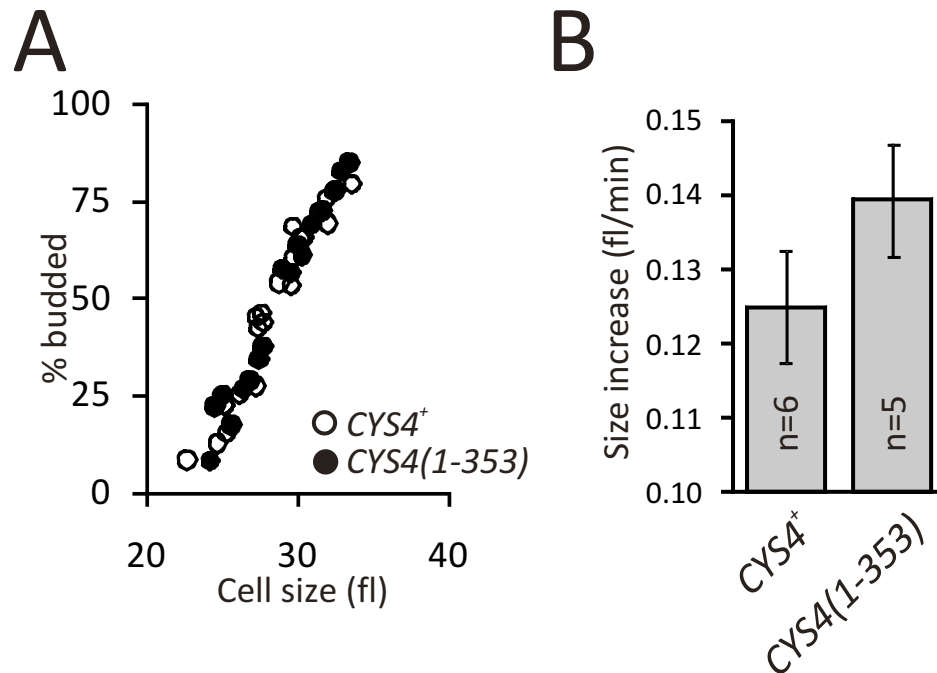 A
% budded
100
75
50
25
0
20 30 40
Cell size (fl)
CYS4⁺
CYS4(1-353)
B
Size increase (fl/min)
0.15
0.14
0.13
0.12
0.11
0.10
n=6
n=5
CYS4⁺
CYS4(1-353)